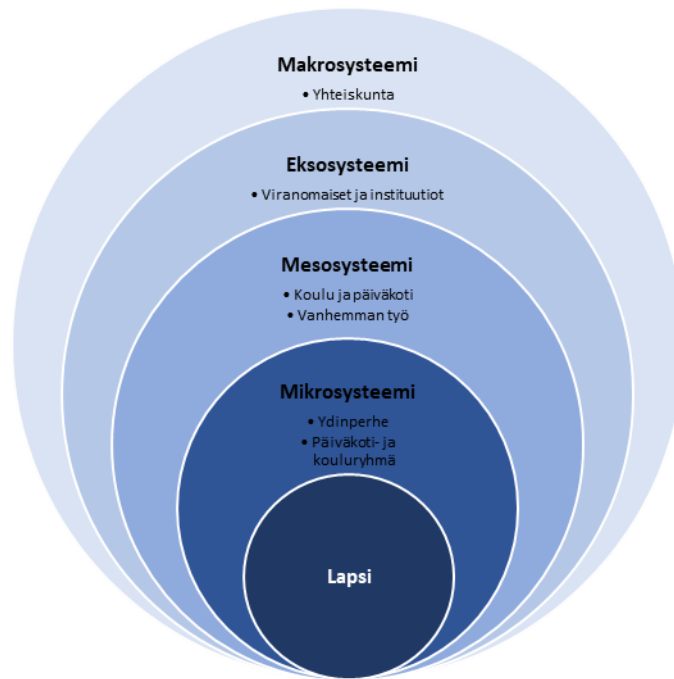 Makrosysteemi
• Yhteiskunta
Eksosysteemi
• Viranomaiset ja instituutiot
Mesosysteemi
• Koulu ja päiväkoti
• Vanhemman työ
Mikrosysteemi
• Ydinperhe
• Päiväkoti- ja
kouluryhmä
Lapsi